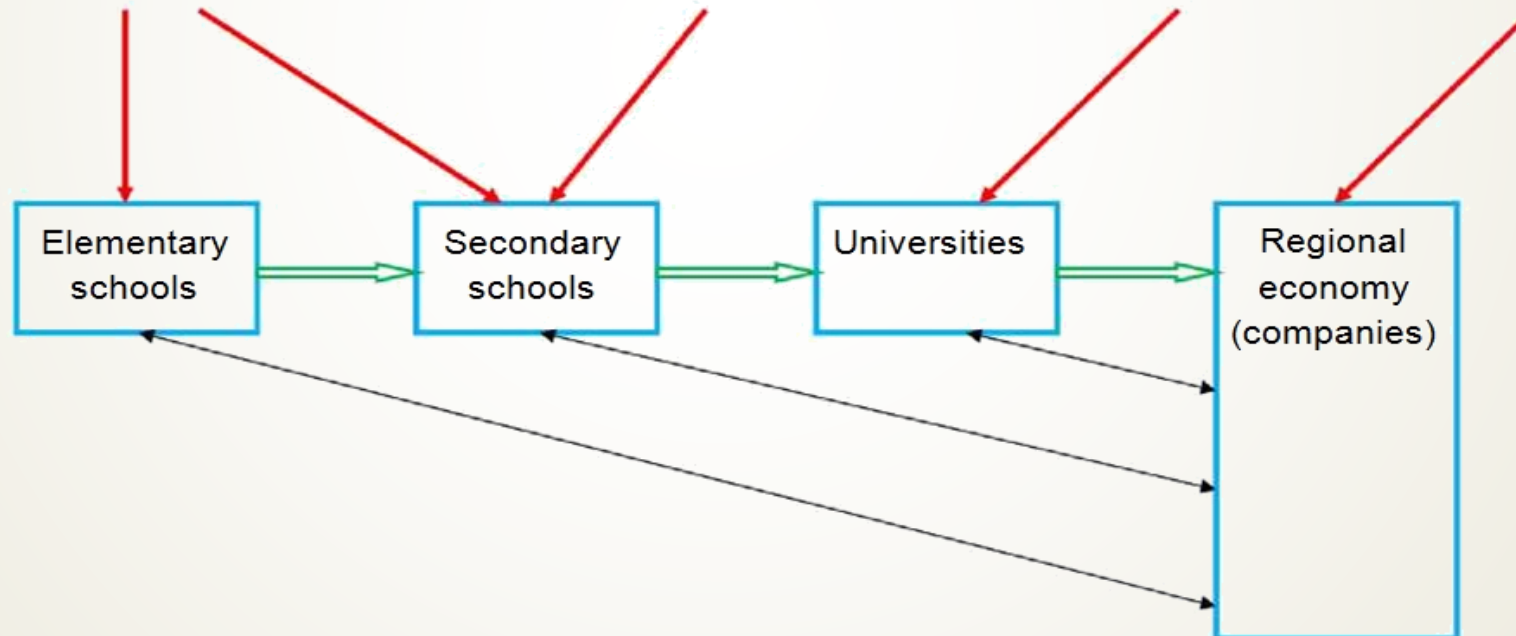 Elementary
schools
Secondary
schools
Universities
Regional
economy
(companies)